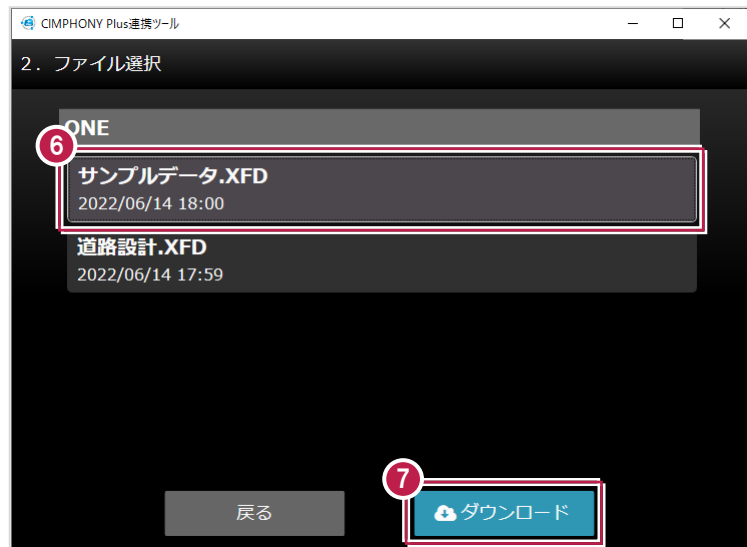 CIMPHONY Plus連携ツール
2．ファイル選択
ONE
6
サンプルデータ.XFD
2022/06/14 18:00
道路設計.XFD
2022/06/14 17:59
7
戻る
ダウンロード